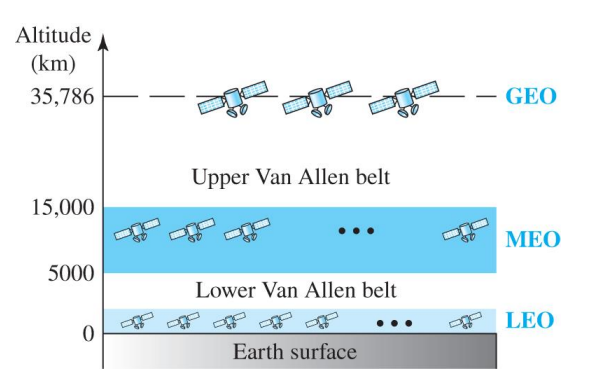 Altitude
(km)
35,786
GEO
Upper Van Allen belt
15,000
MEO
5000
Lower Van Allen belt
LEO
0
Earth surface